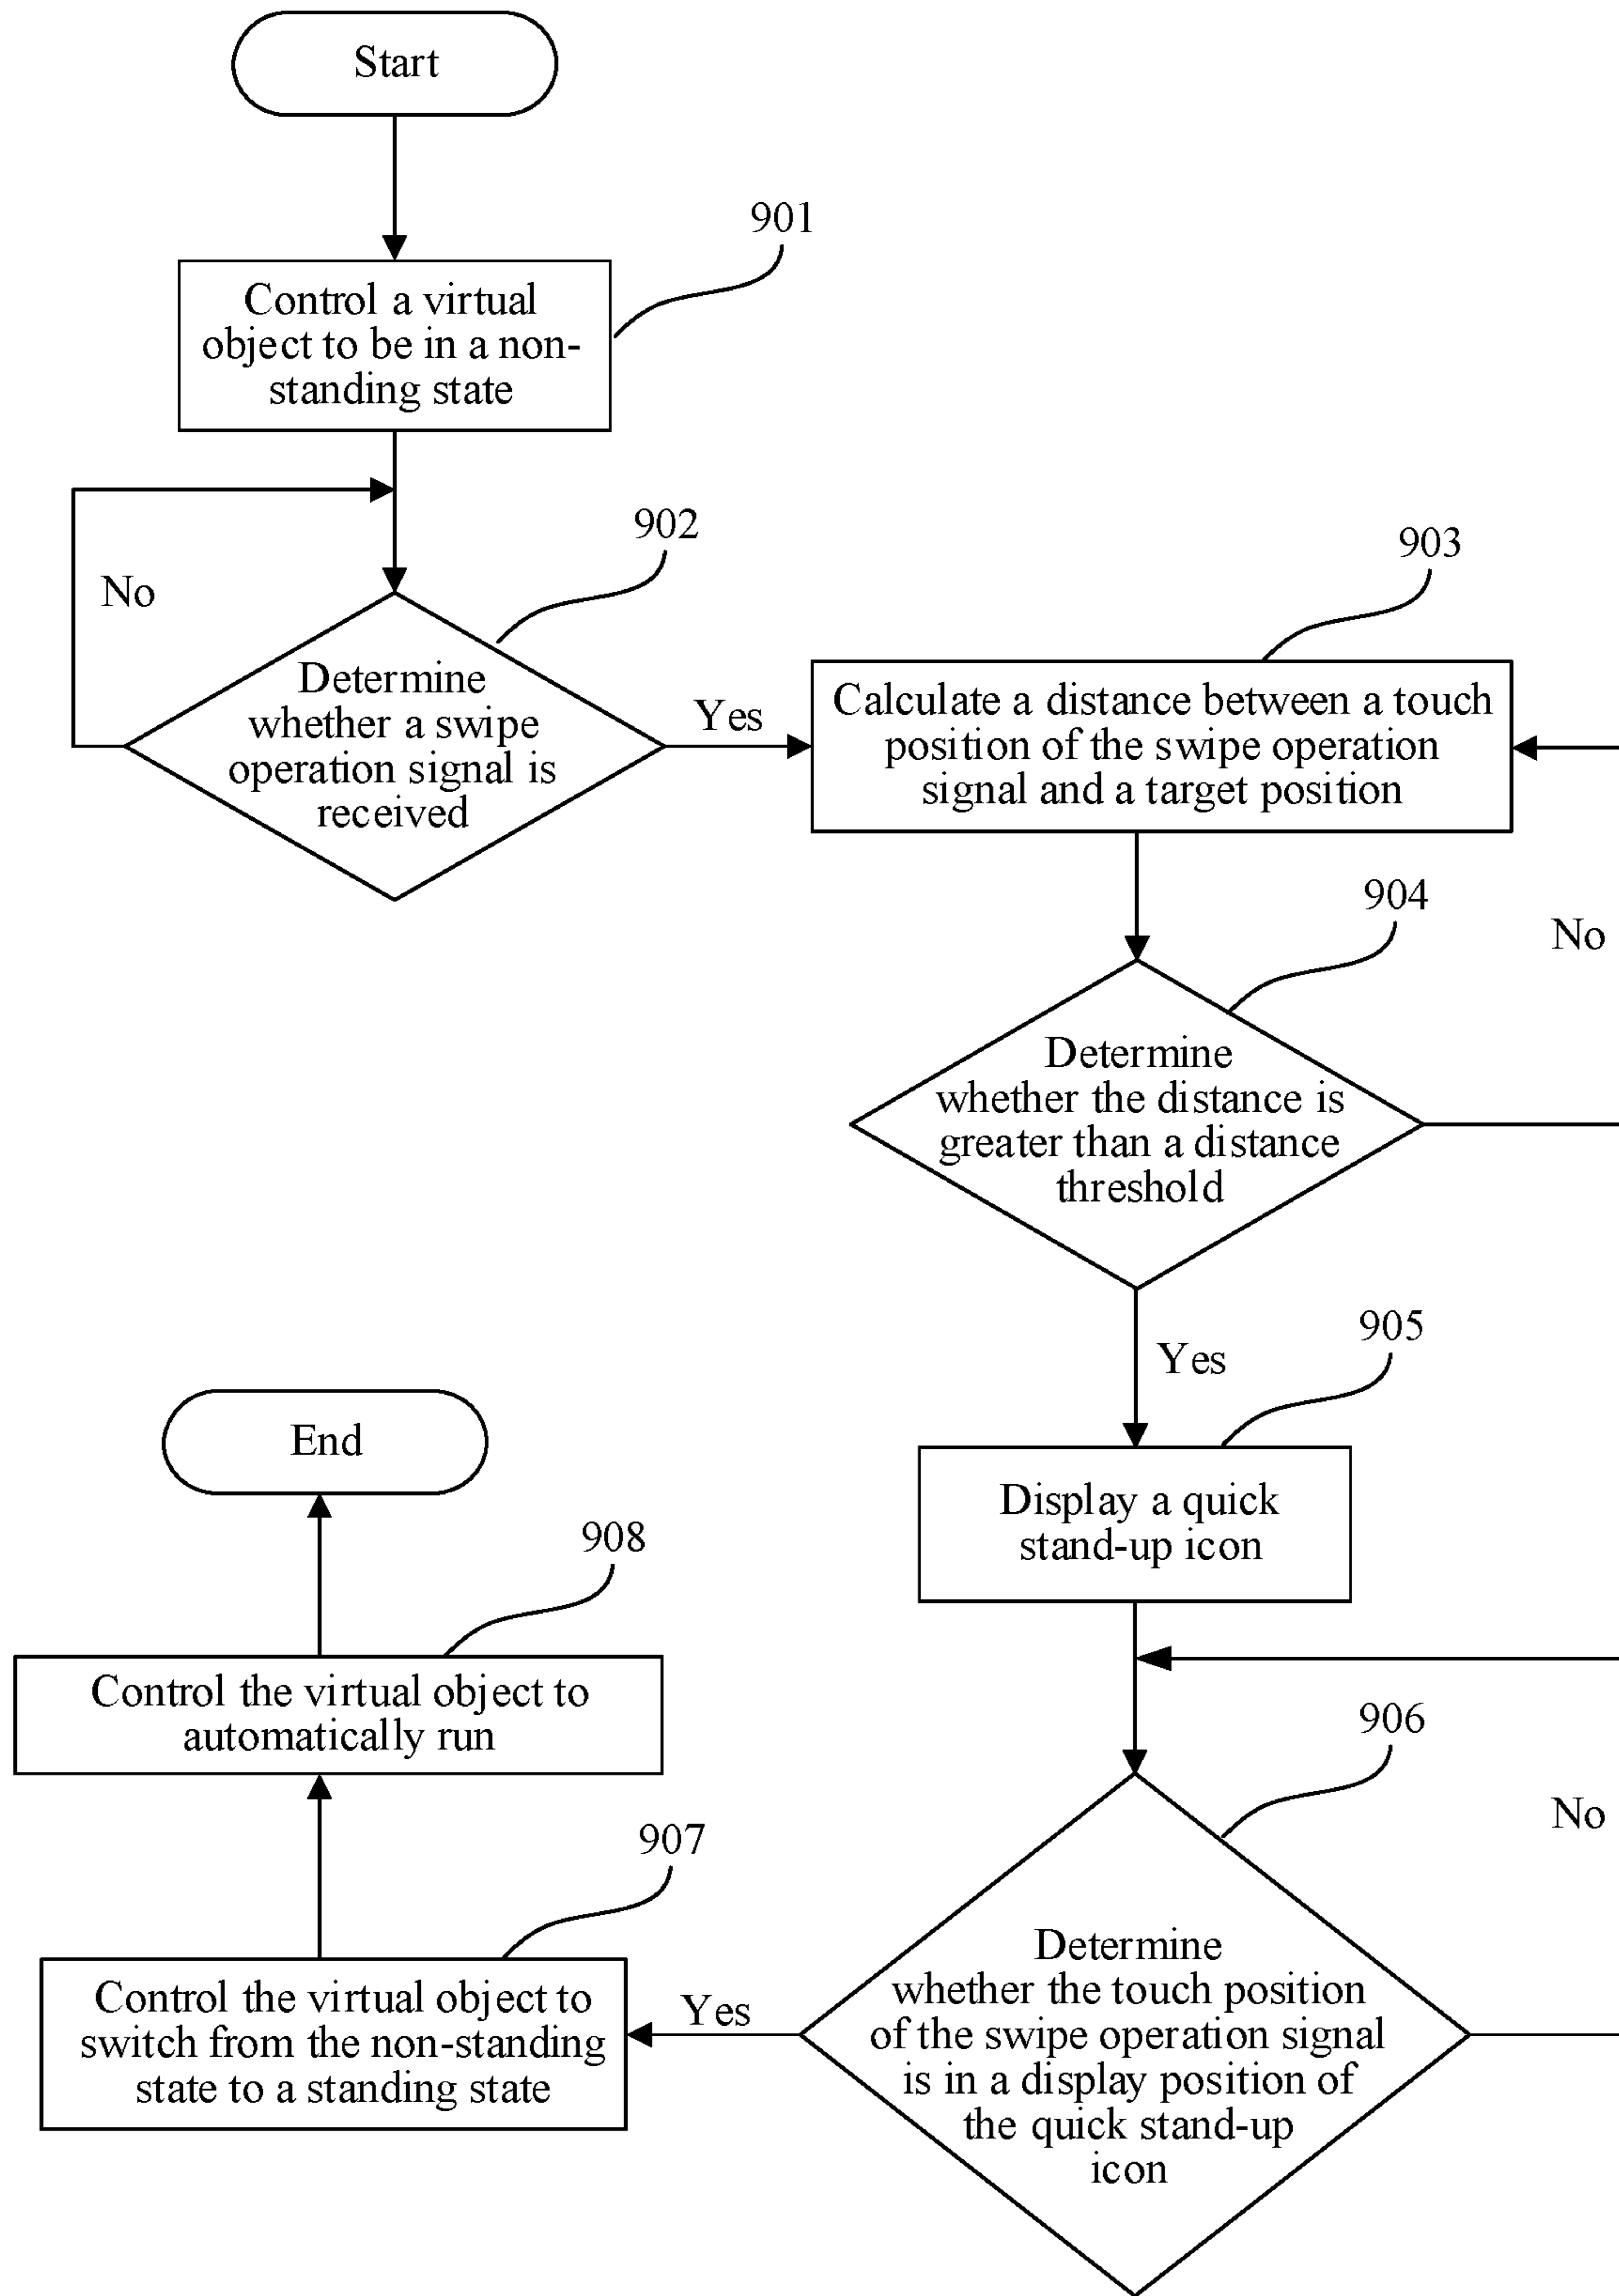 Start
901
Control a virtual
object to be in a non-
standing state
902
No
Determine
whether a swipe
operation signal is
received
Yes
903
Calculate a distance between a touch
position of the swipe operation
signal and a target position
904
No
Determine
whether the distance is
greater than a distance
threshold
Yes
905
Display a quick
stand-up icon
906
No
Determine
whether the touch position
of the swipe operation signal
is in a display position of
the quick stand-up
icon
Yes
907
Control the virtual object to
switch from the non-standing
state to a standing state
908
Control the virtual object to
automatically run
End